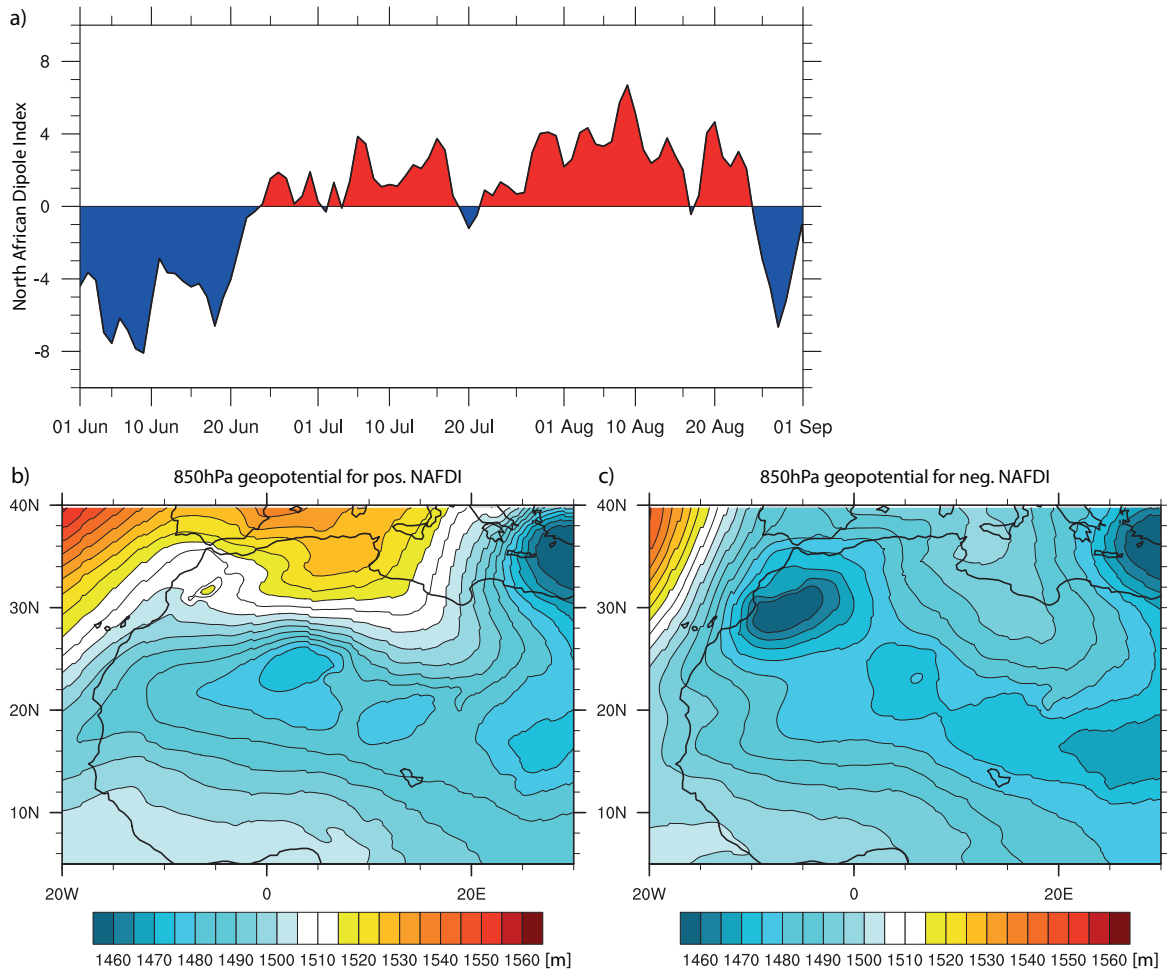 a)
North African Dipole Index
8
4
0
-4
-8
01 Jun 10 Jun 20 Jun 01 Jul 10 Jul 20 Jul 01 Aug 10 Aug 20 Aug 01 Sep
b) 850hPa geopotential for pos. NAFDI
40N
30N
20N
10N
20W 0 20E
1460 1470 1480 1490 1500 1510 1520 1530 1540 1550 1560 [m]
c) 850hPa geopotential for neg. NAFDI
40N
30N
20N
10N
20W 0 20E
1460 1470 1480 1490 1500 1510 1520 1530 1540 1550 1560 [m]